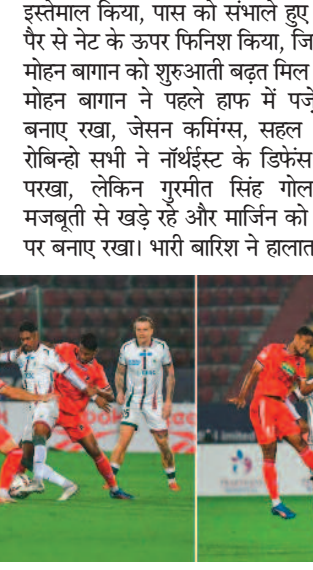 इस्तेमाल किया, पास को संभाले हुए
पैर से नेट के ऊपर फिनिश किया, जि
मोहन बागान को शुरुआती बढ़त मिल
मोहन बागान ने पहले हाफ में पज़े
बनाए रखा, जेसन कमिंग्स, सहल
रोबिन्हो सभी ने नॉर्थईस्ट के डिफेंस
परखा, लेकिन गुरमीत सिंह गोल
मजबूती से खड़े रहे और मार्जिन को
पर बनाए रखा। भारी बारिश ने हालात